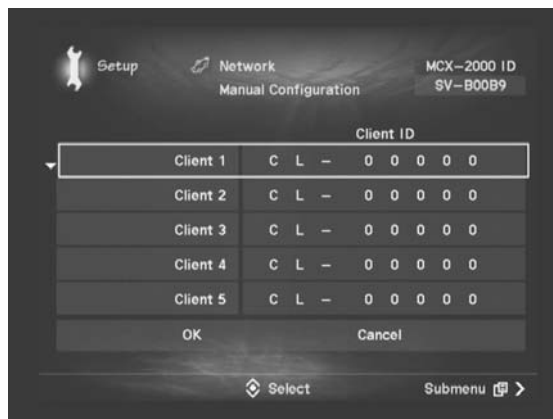 Setup
Network
MCX-2000 ID
Manual Configuration
SV-B00B9
Client ID
Client 1 C L - 0 0 0 0 0
Client 2 C L - 0 0 0 0 0
Client 3 C L - 0 0 0 0 0
Client 4 C L - 0 0 0 0 0
Client 5 C L - 0 0 0 0 0
OK Cancel
Select Submenu